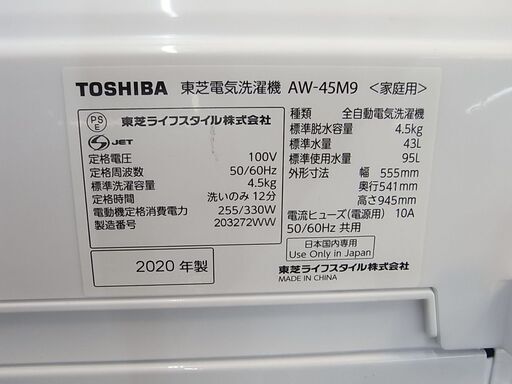 TOSHIBA 東芝電気洗濯機 AW-45M9 <家庭用>
PS
E
東芝ライフスタイル株式会社
S JET
定格電圧 100V
定格周波数 50/60Hz
標準洗濯容量 4.5kg
定格時間 洗いのみ 12分
電動機定格消費電力 255/330W
製造番号 203272WW
2020 年製
種類 全自動電気洗濯機
標準脱水容量 4.5kg
標準水量 43L
標準使用水量 95L
外形寸法 幅 555mm
奥行541mm
高さ945mm
電流ヒューズ(電源用) 10A
50/60Hz 共用
日本国内専用
Use Only in Japan
東芝ライフスタイル株式会社
MADE IN CHINA